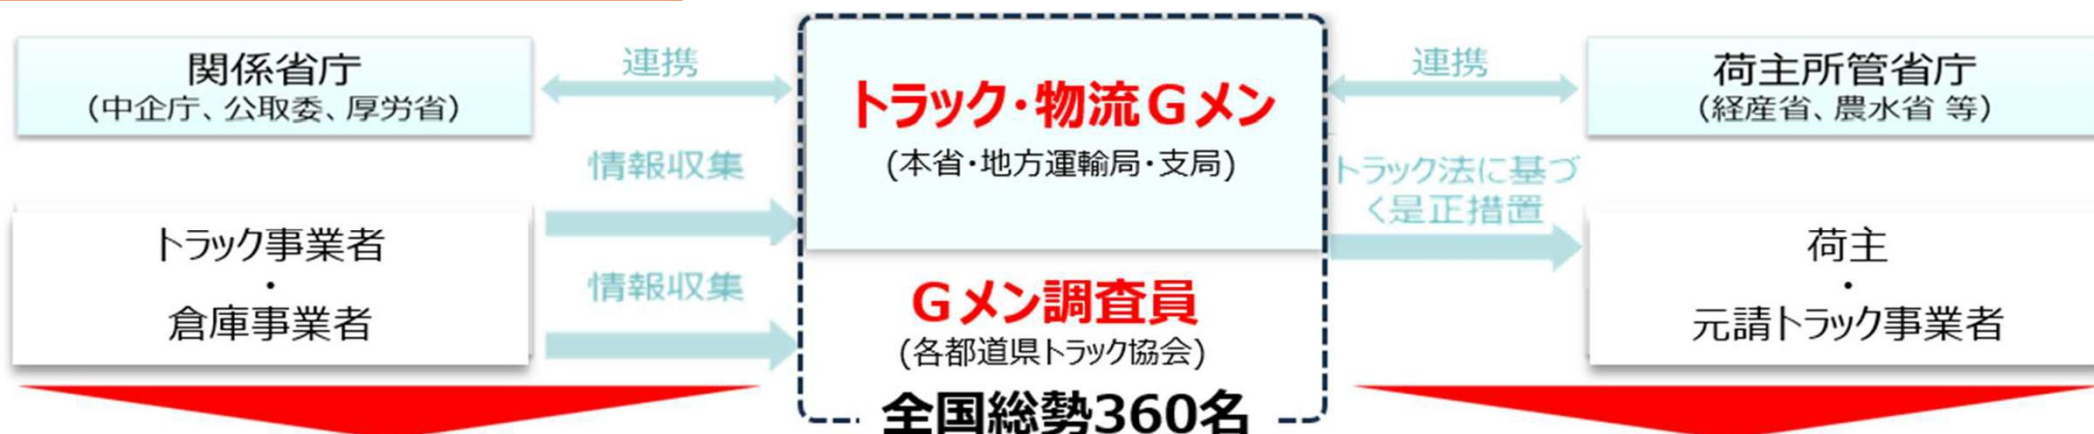 関係省庁
(中企庁、公取委、厚労省)
連携
トラック・物流Gメン
(本省・地方運輸局・支局)
連携
荷主所管省庁
(経産省、農水省 等)
情報収集
トラック法に基づ
く是正措置
トラック事業者
・
倉庫事業者
情報収集
Gメン調査員
(各都道県トラック協会)
全国総勢360名
荷主
・
元請トラック事業者